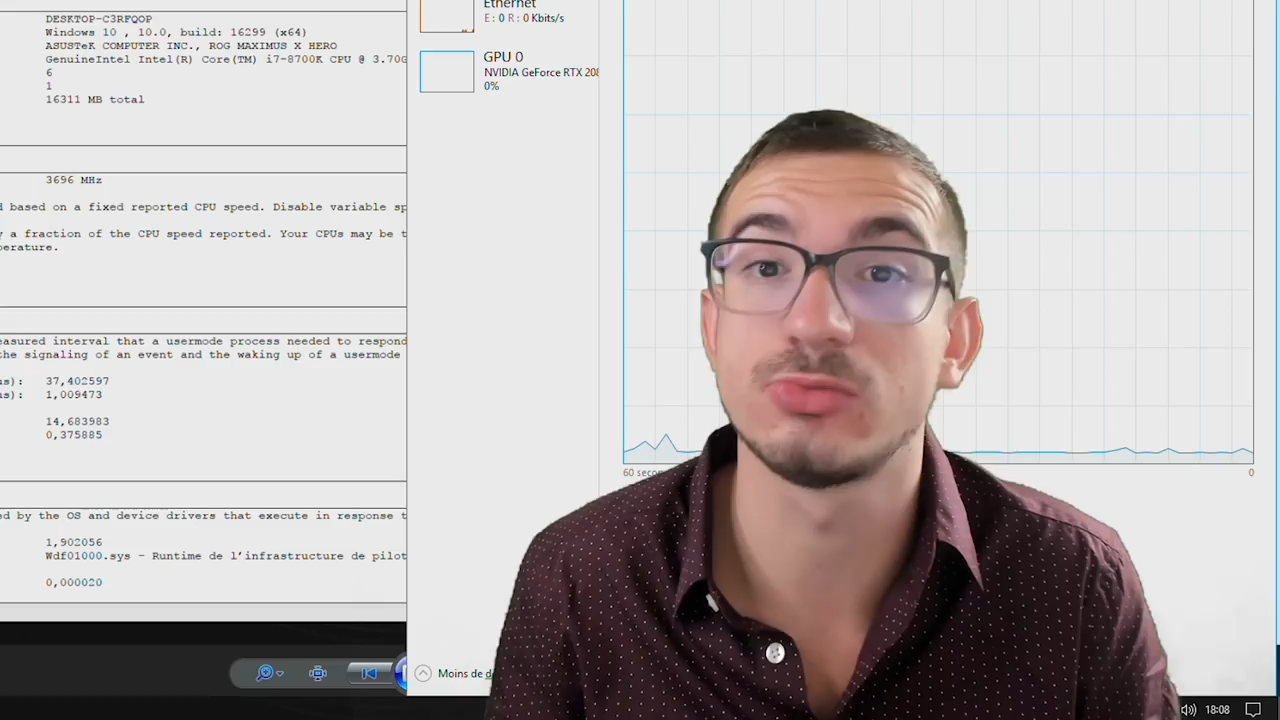 DESKTOP-C3RFQOP
Windows 10 , 10.0, build: 16299 (x64)
ASUSTeK COMPUTER INC., ROG MAXIMUS X HERO
GenuineIntel Intel(R) Core(TM) i7-8700K CPU @ 3.70G
6
1
16311 MB total
3696 MHz
d based on a fixed reported CPU speed. Disable variable sp
y a fraction of the CPU speed reported. Your CPUs may be t
perature.
easured interval that a usermode process needed to respond
the signaling of an event and the waking up of a usermode
us): 37,402597
us): 1,009473
14,683983
0,375885
ed by the OS and device drivers that execute in response t
1,902056
Wdf01000.sys - Runtime de l'infrastructure de pilot
0,000020
Ethernet
E : 0 R : 0 Kbits/s
GPU 0
NVIDIA GeForce RTX 208
0%
60 secon
0
Moins de d
18:08